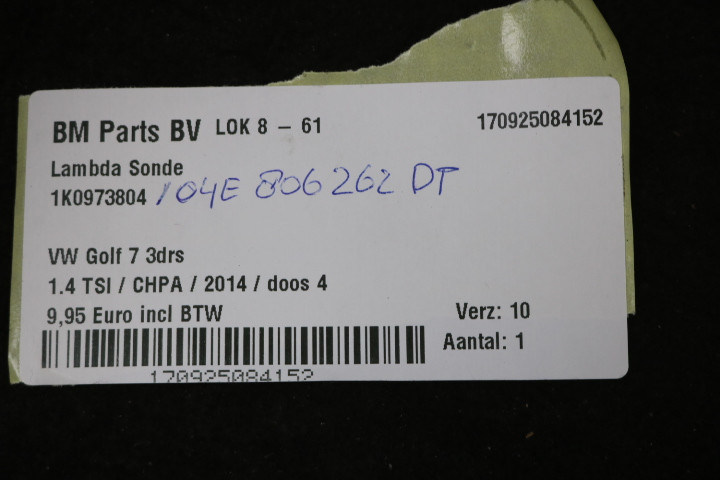 BM Parts BV LOK 8 - 61 170925084152
Lambda Sonde
1K0973804 / 04E 806 262 DT
VW Golf 7 3drs
1.4 TSI / CHPA / 2014 / doos 4
9,95 Euro incl BTW Verz: 10
Aantal: 1
170925084152